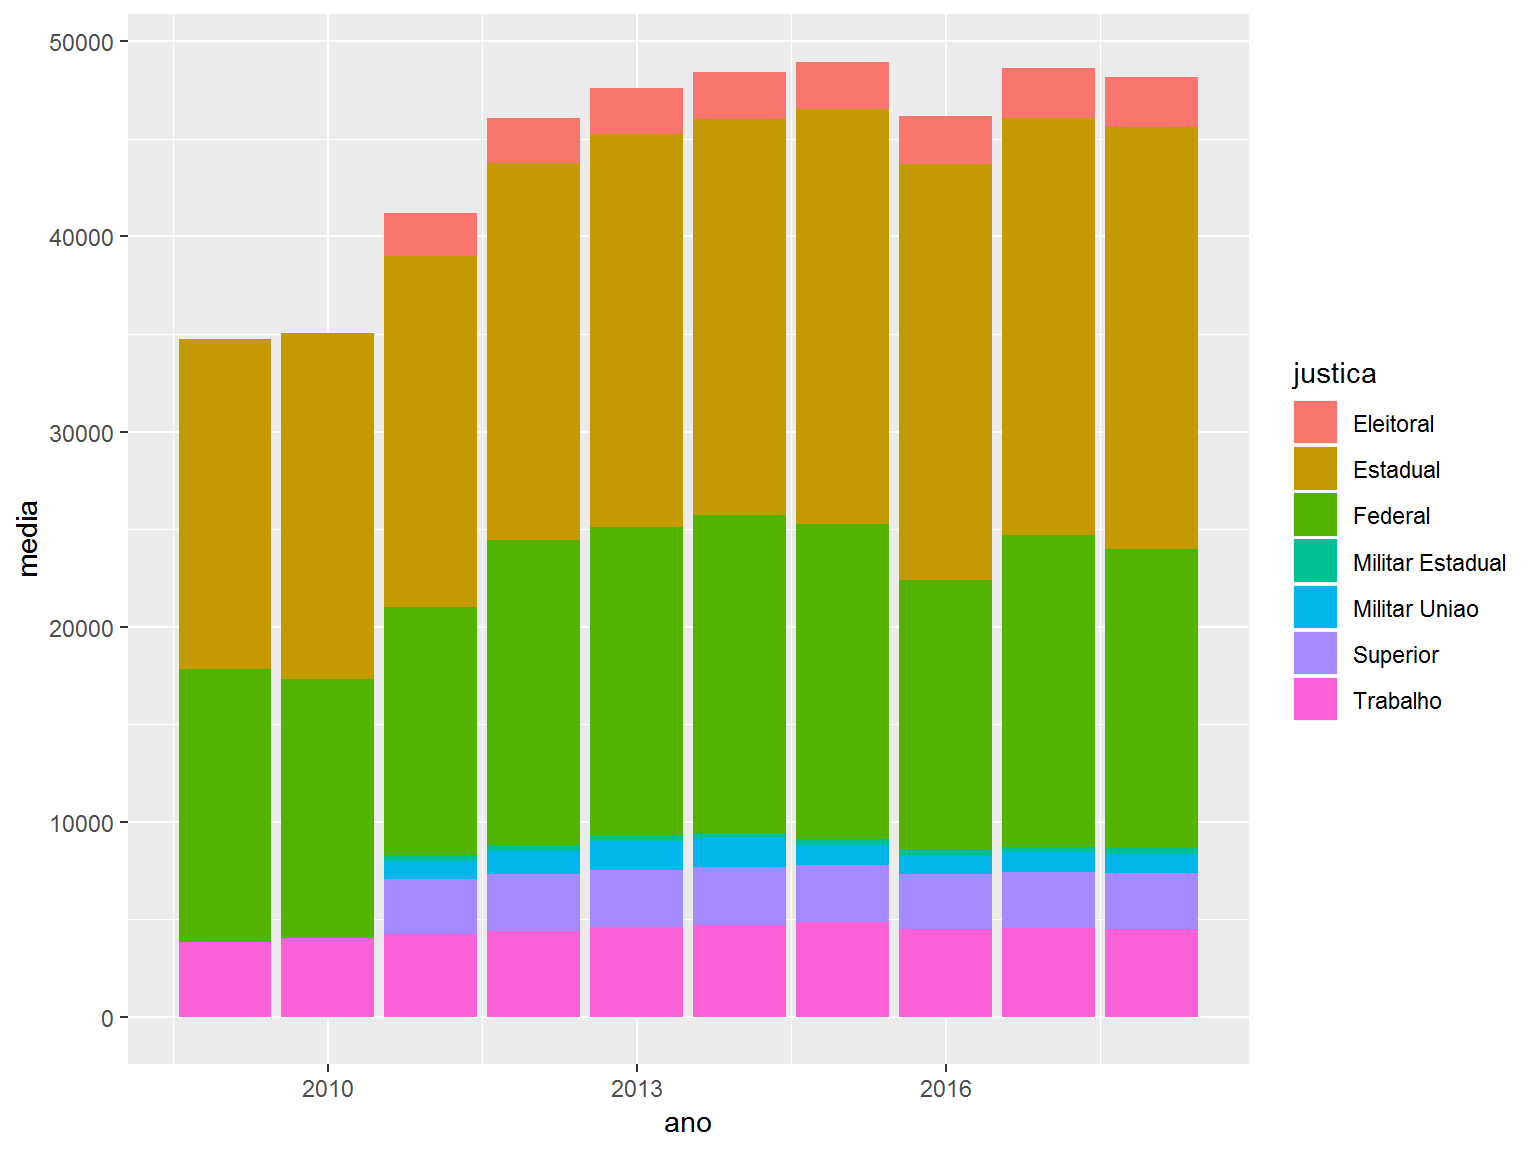 50000
40000
30000
20000
10000
0
media
2010
2013
2016
ano
justica
Eleitoral
Estadual
Federal
Militar Estadual
Militar Uniao
Superior
Trabalho